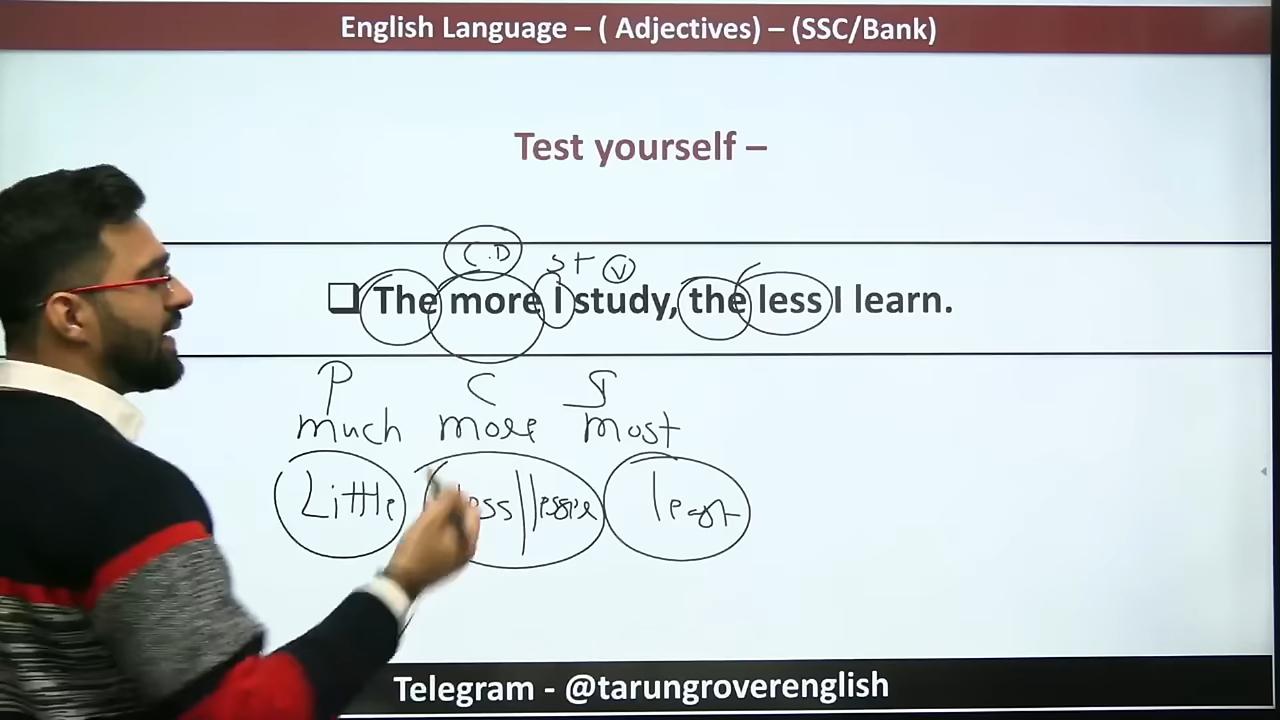 English Language – ( Adjectives) – (SSC/Bank)
Test yourself –
C.D
S + V
❑ The more I study, the less I learn.
P C S
much more most
Little less || lesser least
Telegram - @tarungroverenglish